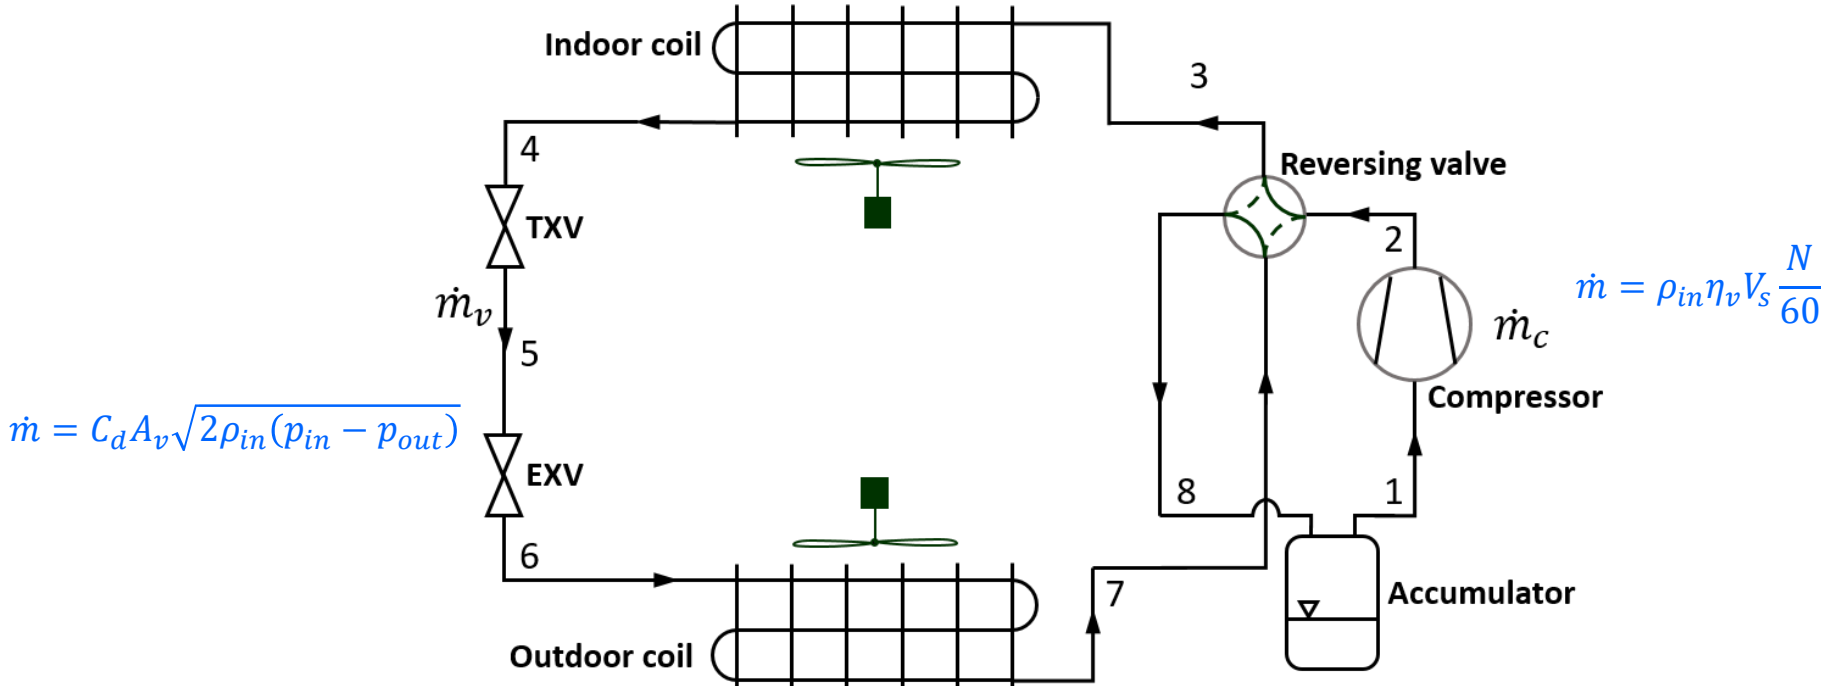 Indoor coil
3
4
Reversing valve
TXV
2
ṁ = ρ_in η_v V_s N/60
ṁ_v
ṁ_c
5
Compressor
ṁ = C_d A_v √(2ρ_in(p_in − p_out))
EXV
8
1
6
7
Accumulator
Outdoor coil